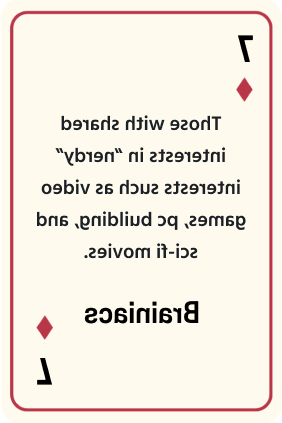 7
Those with shared
interests in "nerdy"
interests such as video
games, pc building, and
sci-fi movies.
Brainiacs
7